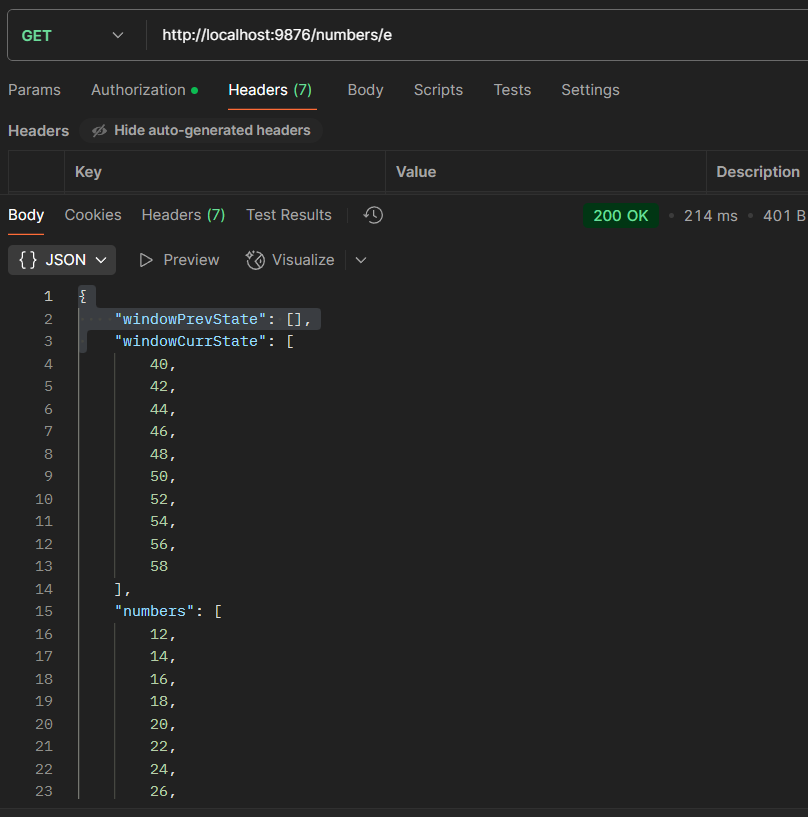 GET http://localhost:9876/numbers/e
Params Authorization Headers (7) Body Scripts Tests Settings
Headers Hide auto-generated headers
Key Value Description
Body Cookies Headers (7) Test Results 200 OK 214 ms 401 B
{} JSON Preview Visualize
1 {
2 "windowPrevState": [],
3 "windowCurrState": [
4 40,
5 42,
6 44,
7 46,
8 48,
9 50,
10 52,
11 54,
12 56,
13 58
14 ],
15 "numbers": [
16 12,
17 14,
18 16,
19 18,
20 20,
21 22,
22 24,
23 26,